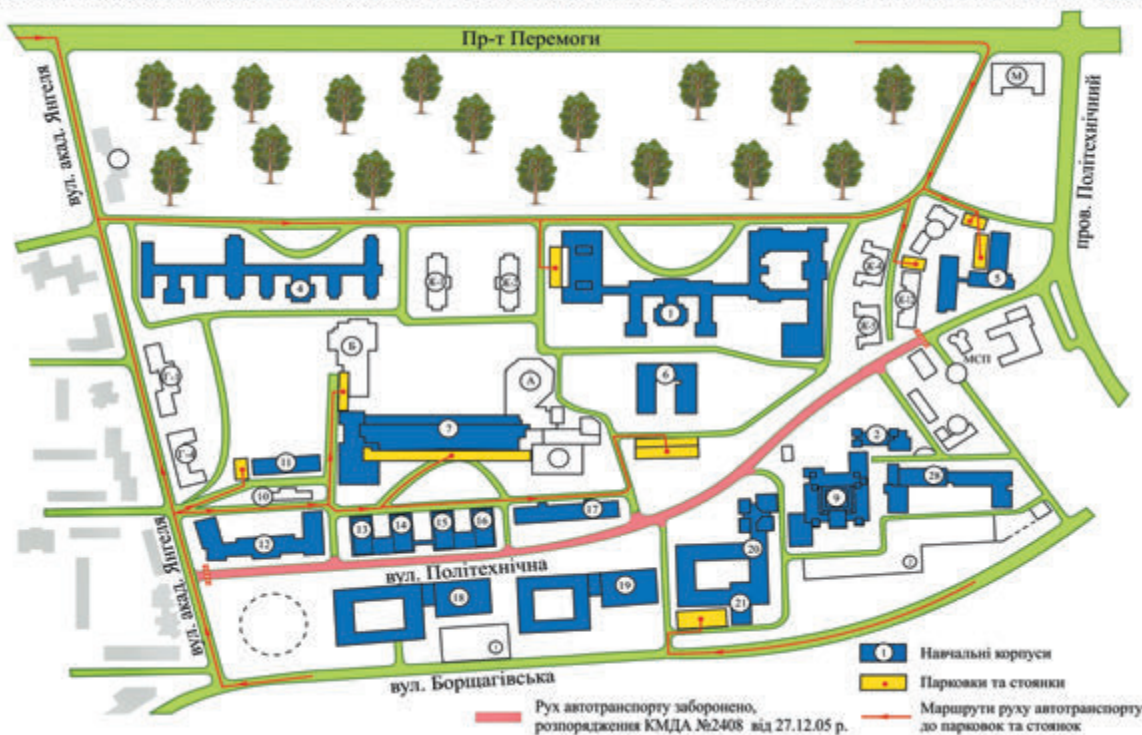 Пр-т Перемоги
М
вул. акад. Янгеля
пров. Політехнічний
4
1
5
Б
А
6
7
МСП
2
11
10
9
28
17
13
14
15
16
12
20
вул. акад. Янгеля
вул. Політехнічна
19
18
21
вул. Борщагівська
1 Навчальні корпуси
Парковки та стоянки
Рух автотранспорту заборонено,
розпорядження КМДА №2408 від 27.12.05 р.
Маршрути руху автотранспорту
до парковок та стоянок